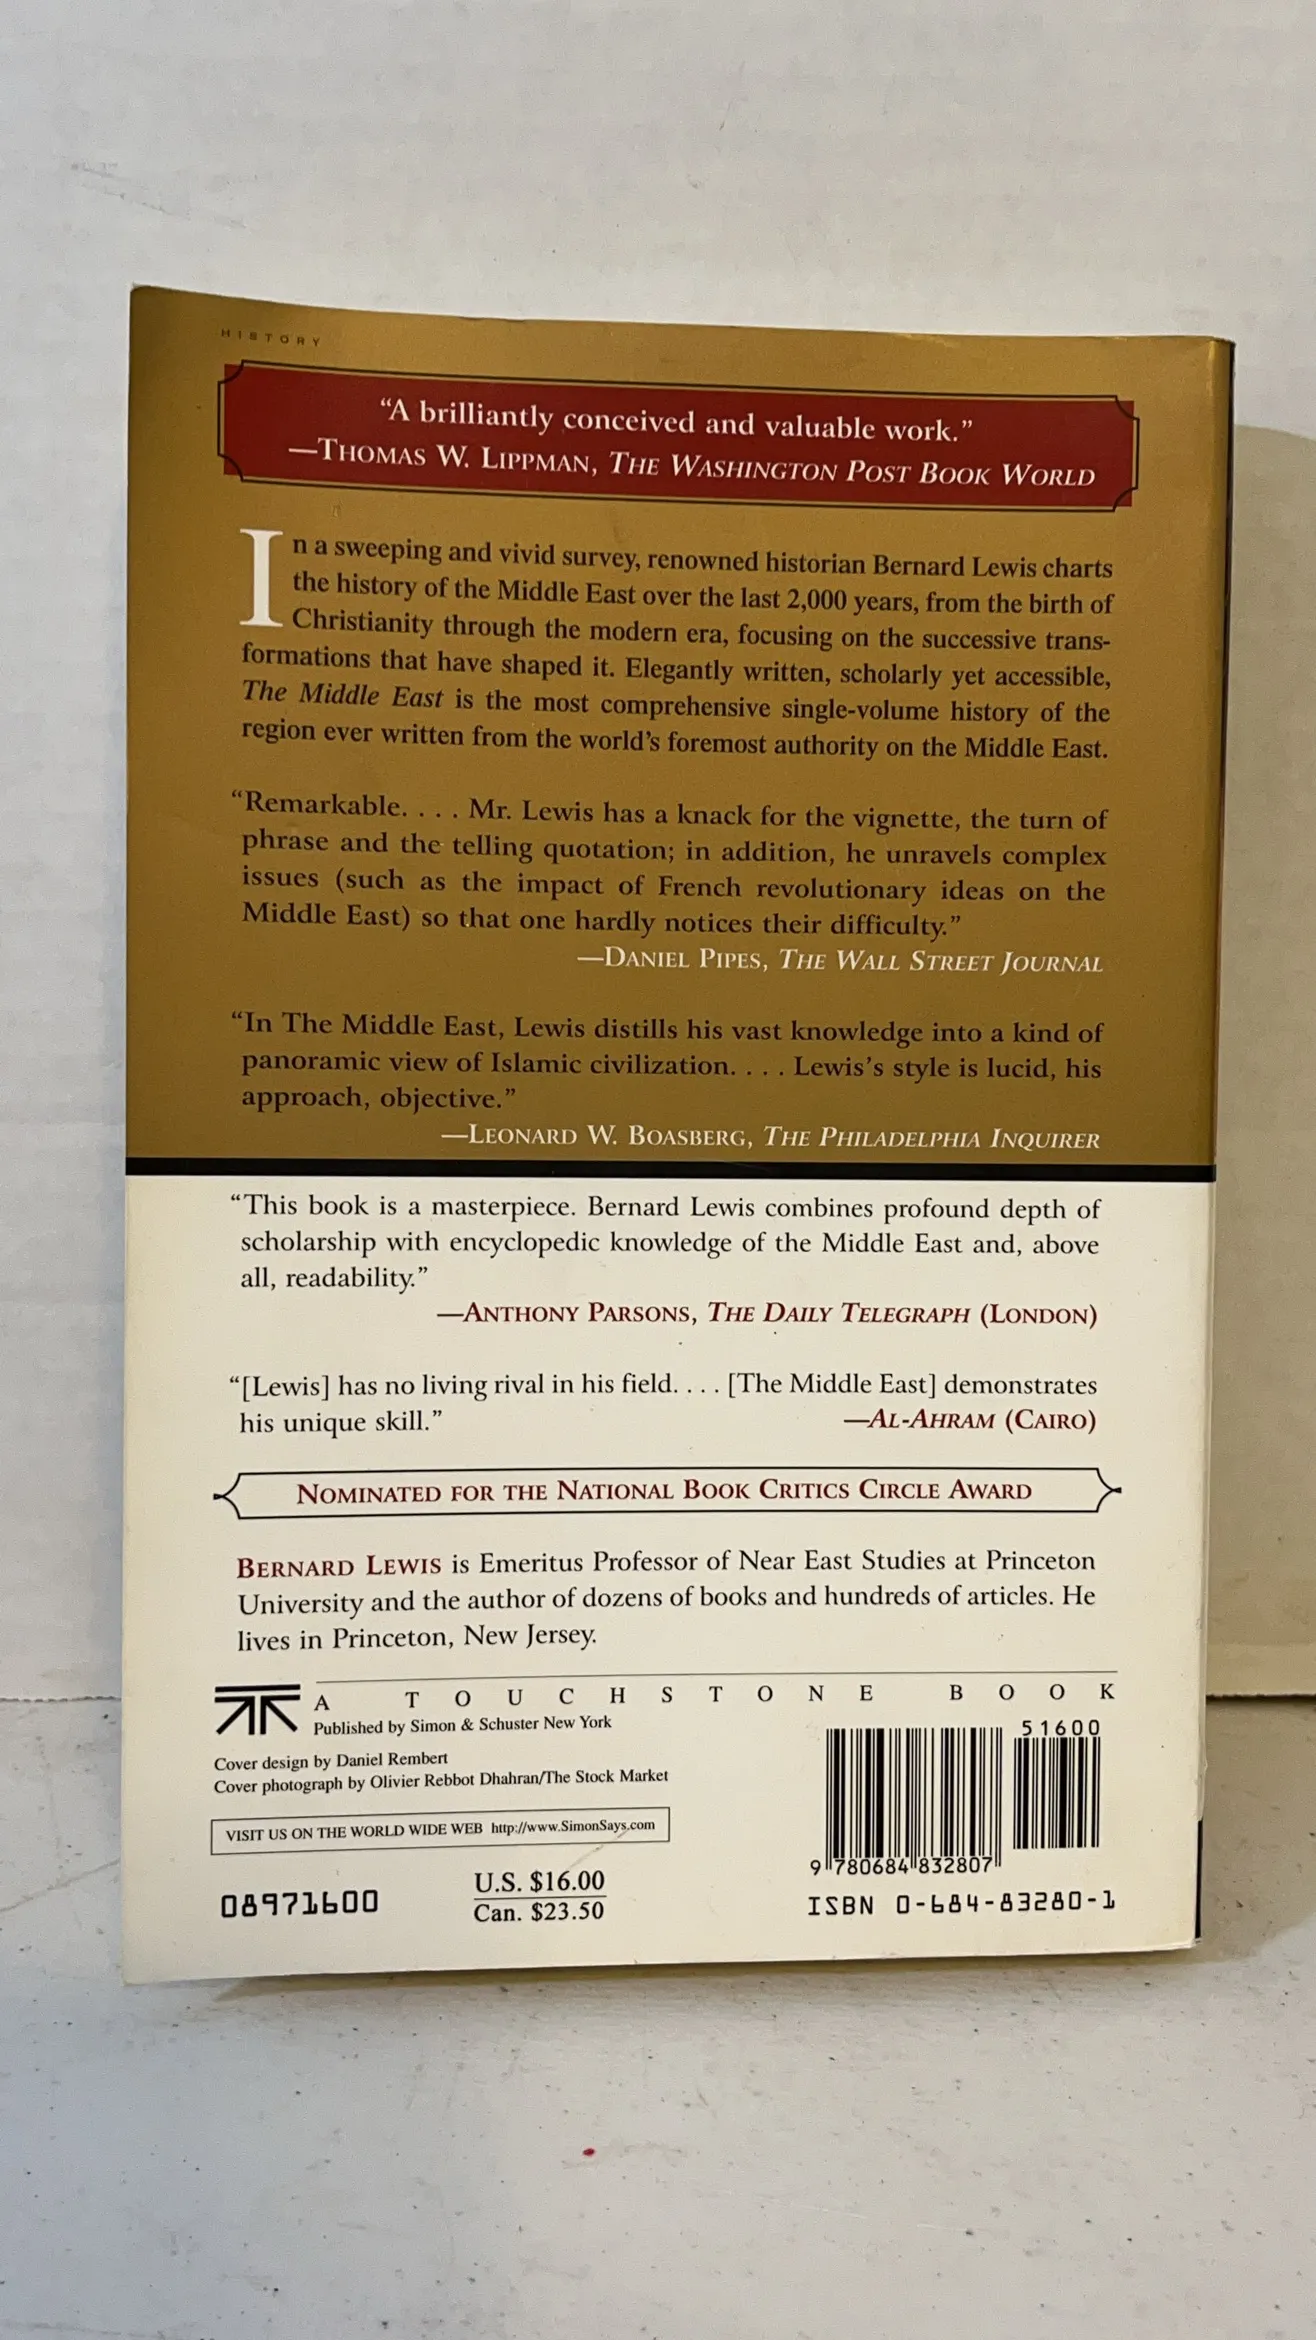 HISTORY
“A brilliantly conceived and valuable work.”
—THOMAS W. LIPPMAN, THE WASHINGTON POST BOOK WORLD
In a sweeping and vivid survey, renowned historian Bernard Lewis charts
the history of the Middle East over the last 2,000 years, from the birth of
Christianity through the modern era, focusing on the successive trans-
formations that have shaped it. Elegantly written, scholarly yet accessible,
The Middle East is the most comprehensive single-volume history of the
region ever written from the world’s foremost authority on the Middle East.
“Remarkable. . . . Mr. Lewis has a knack for the vignette, the turn of
phrase and the telling quotation; in addition, he unravels complex
issues (such as the impact of French revolutionary ideas on the
Middle East) so that one hardly notices their difficulty.”
—DANIEL PIPES, THE WALL STREET JOURNAL
“In The Middle East, Lewis distills his vast knowledge into a kind of
panoramic view of Islamic civilization. . . . Lewis’s style is lucid, his
approach, objective.”
—LEONARD W. BOASBERG, THE PHILADELPHIA INQUIRER
“This book is a masterpiece. Bernard Lewis combines profound depth of
scholarship with encyclopedic knowledge of the Middle East and, above
all, readability.”
—ANTHONY PARSONS, THE DAILY TELEGRAPH (LONDON)
“[Lewis] has no living rival in his field. . . . [The Middle East] demonstrates
his unique skill.” —AL-AHRAM (CAIRO)
NOMINATED FOR THE NATIONAL BOOK CRITICS CIRCLE AWARD
BERNARD LEWIS is Emeritus Professor of Near East Studies at Princeton
University and the author of dozens of books and hundreds of articles. He
lives in Princeton, New Jersey.
A TOUCHSTONE BOOK
Published by Simon & Schuster New York
Cover design by Daniel Rembert
Cover photograph by Olivier Rebbot Dhahran/The Stock Market
VISIT US ON THE WORLD WIDE WEB http://www.SimonSays.com
08971600
U.S. $16.00
Can. $23.50
51600
9 780684 832807
ISBN 0-684-83280-1